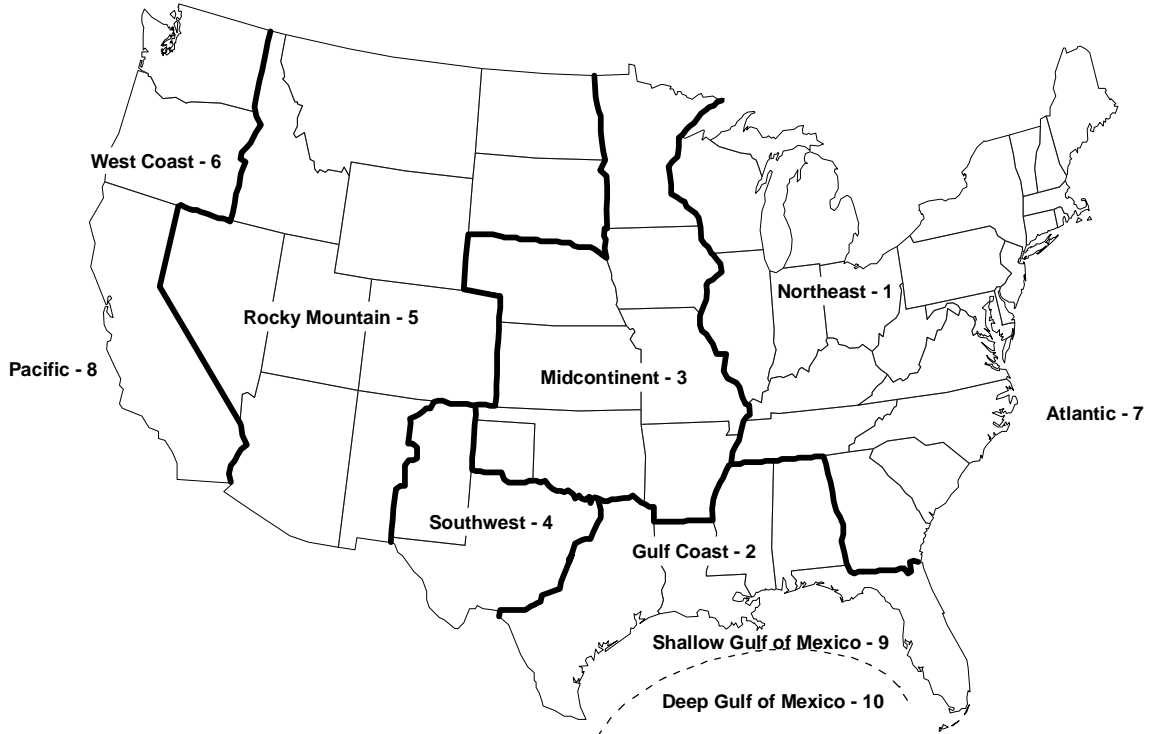 West Coast - 6
Northeast - 1
Rocky Mountain - 5
Pacific - 8
Midcontinent - 3
Atlantic - 7
Southwest - 4
Gulf Coast - 2
Shallow Gulf of Mexico - 9
Deep Gulf of Mexico - 10